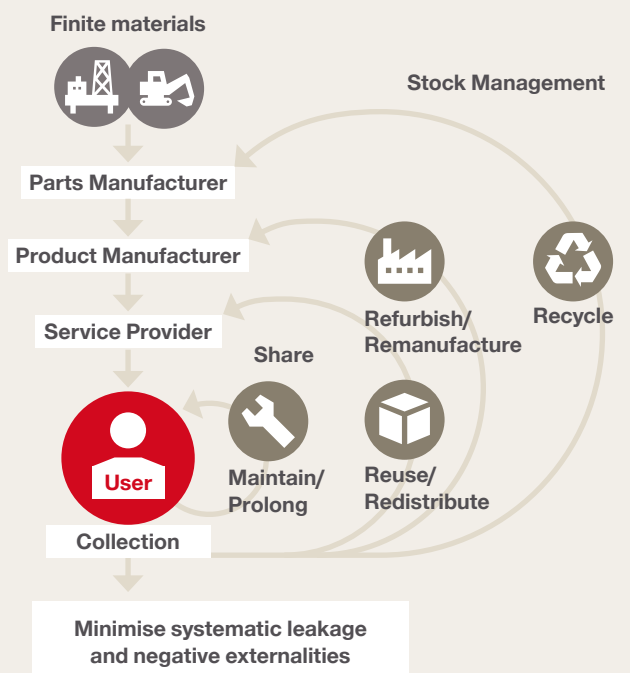 Finite materials
Stock Management
Parts Manufacturer
Product Manufacturer
Service Provider
Refurbish/
Remanufacture
Recycle
Share
Maintain/
Prolong
Reuse/
Redistribute
User
Collection
Minimise systematic leakage
and negative externalities